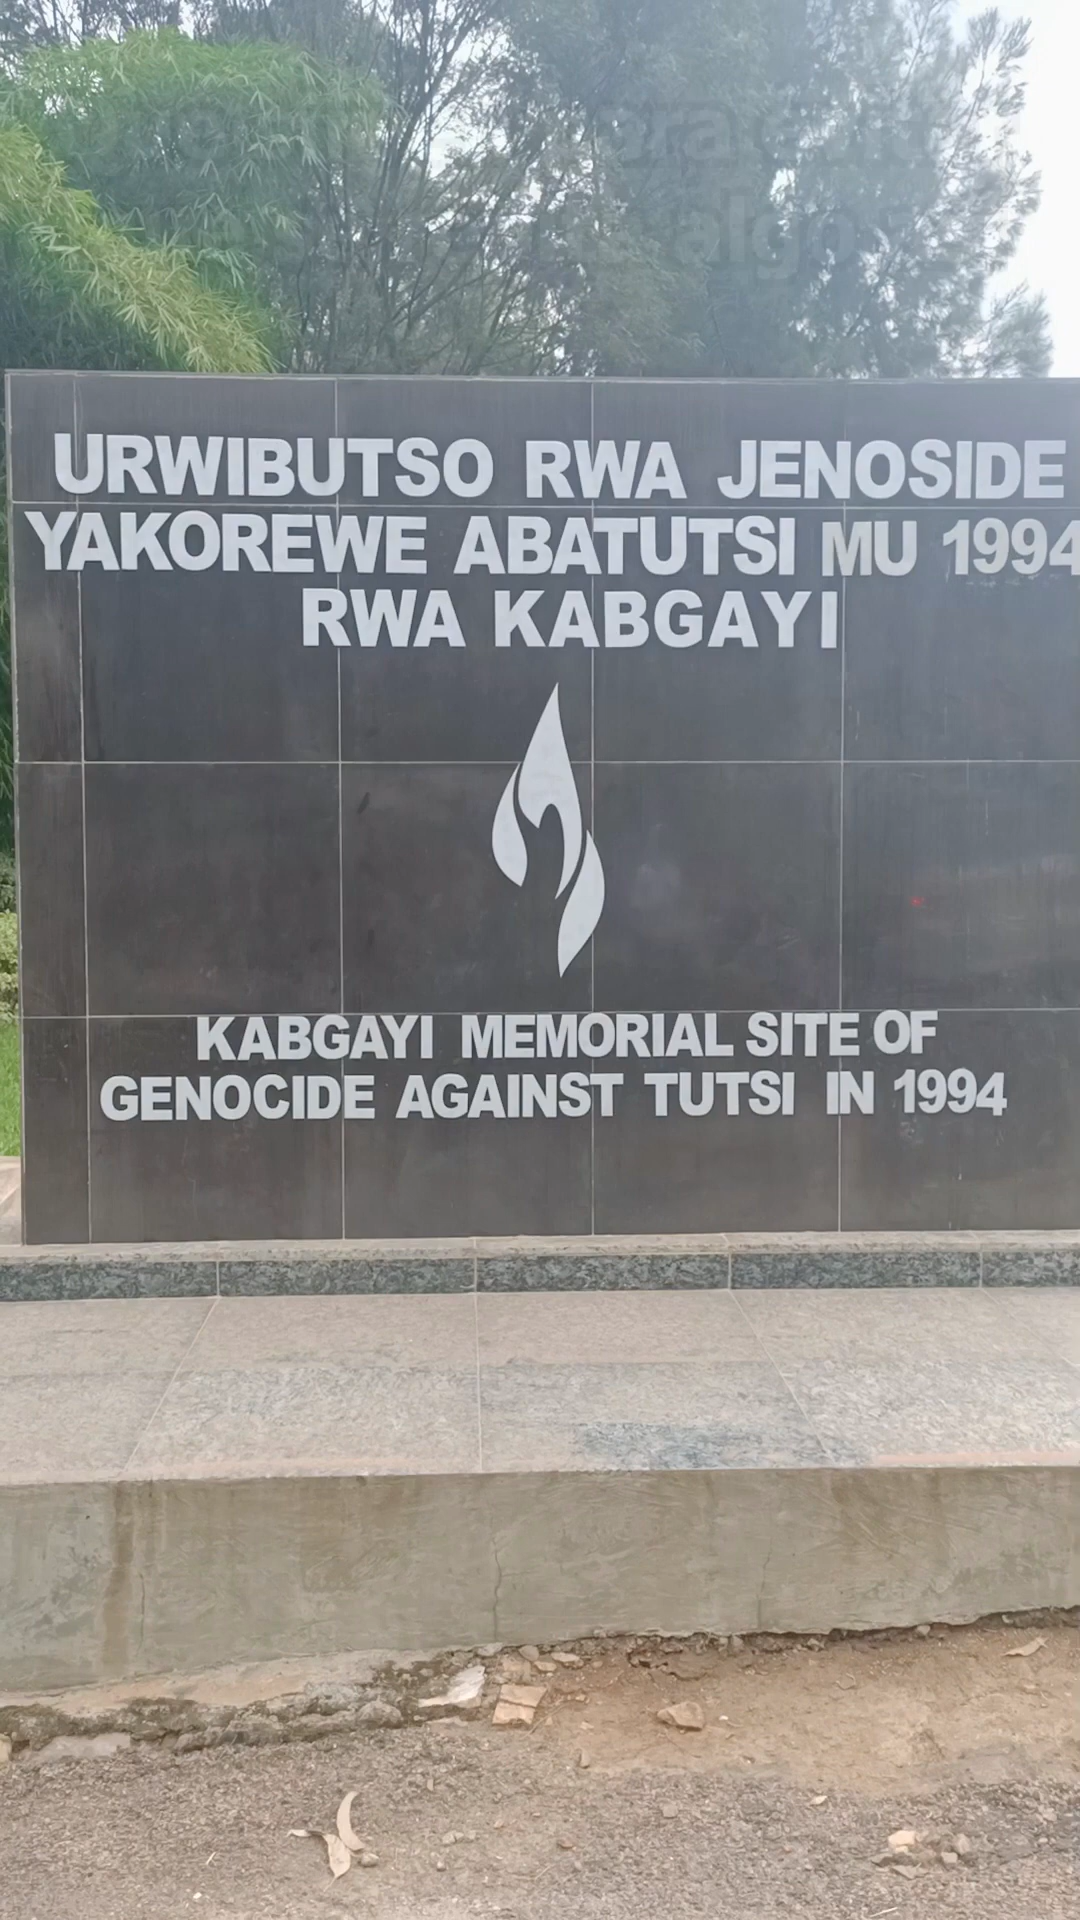 URWIBUTSO RWA JENOSIDE
YAKOREWE ABATUTSI MU 1994
RWA KABGAYI
KABGAYI MEMORIAL SITE OF
GENOCIDE AGAINST TUTSI IN 1994